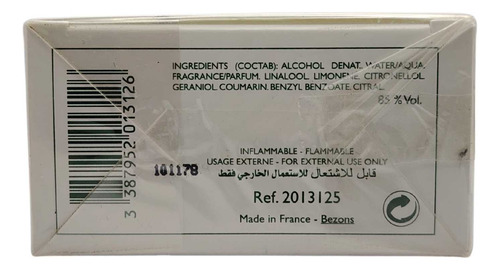 INGREDIENTS (COCTAB): ALCOHOL DENAT. WATER/AQUA.
FRAGRANCE/PARFUM. LINALOOL. LIMONENE. CITRONELLOL.
GERANIOL. COUMARIN. BENZYL BENZOATE. CITRAL.
85 % Vol.
3 387952 013126
INFLAMMABLE - FLAMMABLE
USAGE EXTERNE - FOR EXTERNAL USE ONLY
101178
قابل للاشتعال للاستعمال الخارجي فقط
Ref. 2013125
Made in France - Bezons